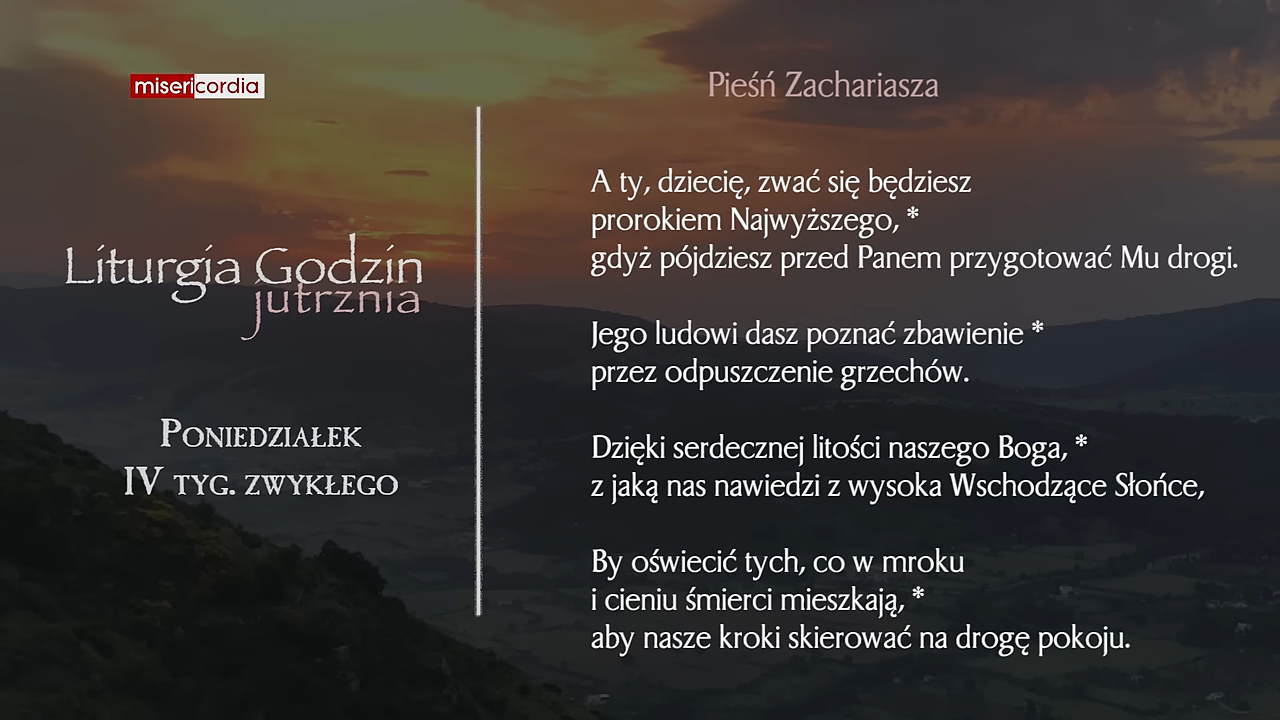 misericordia
Liturgia Godzin
jutrznia
Poniedziałek
IV tyg. zwykłego
Pieśń Zachariasza
A ty, dziecię, zwać się będziesz
prorokiem Najwyższego, *
gdyż pójdziesz przed Panem przygotować Mu drogi.
Jego ludowi dasz poznać zbawienie *
przez odpuszczenie grzechów.
Dzięki serdecznej litości naszego Boga, *
z jaką nas nawiedzi z wysoka Wschodzące Słońce,
By oświecić tych, co w mroku
i cieniu śmierci mieszkają, *
aby nasze kroki skierować na drogę pokoju.